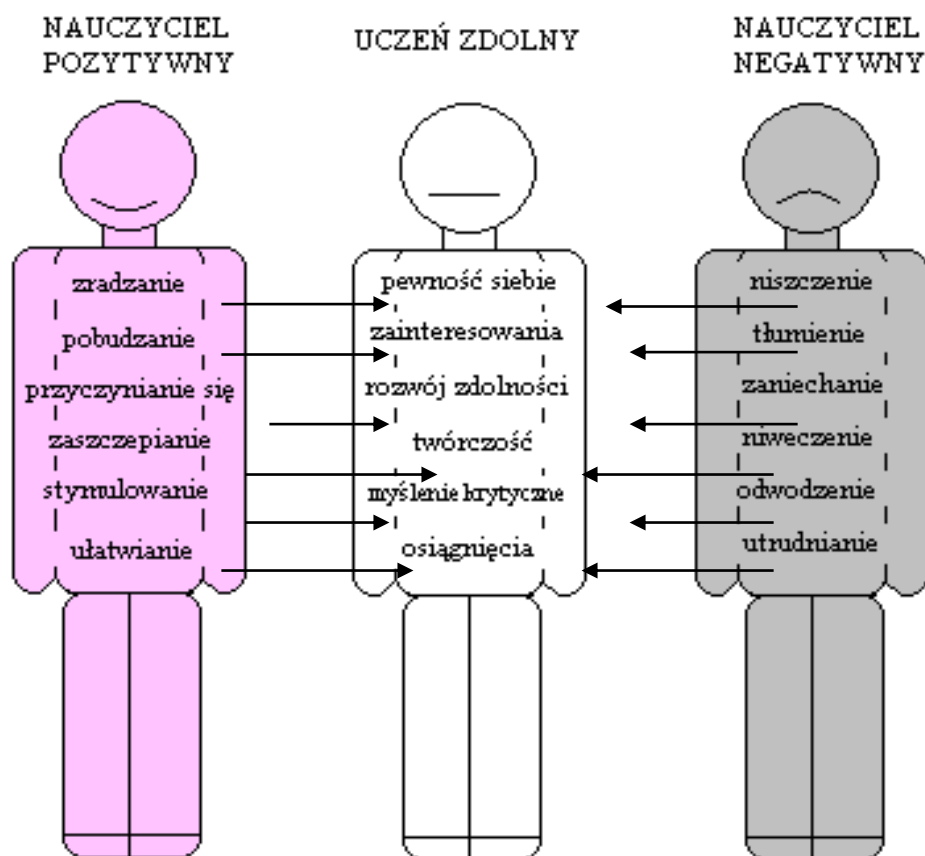 NAUCZYCIEL
POZYTYWNY
UCZEŃ ZDOLNY
NAUCZYCIEL
NEGATYWNY
zradzanie
pobudzanie
przyczynianie się
zaszczepianie
stymulowanie
ułatwianie
pewność siebie
zainteresowania
rozwój zdolności
twórczość
myślenie krytyczne
osiągnięcia
niszczenie
tłumienie
zaniechanie
niweczenie
odwodzenie
utrudnianie